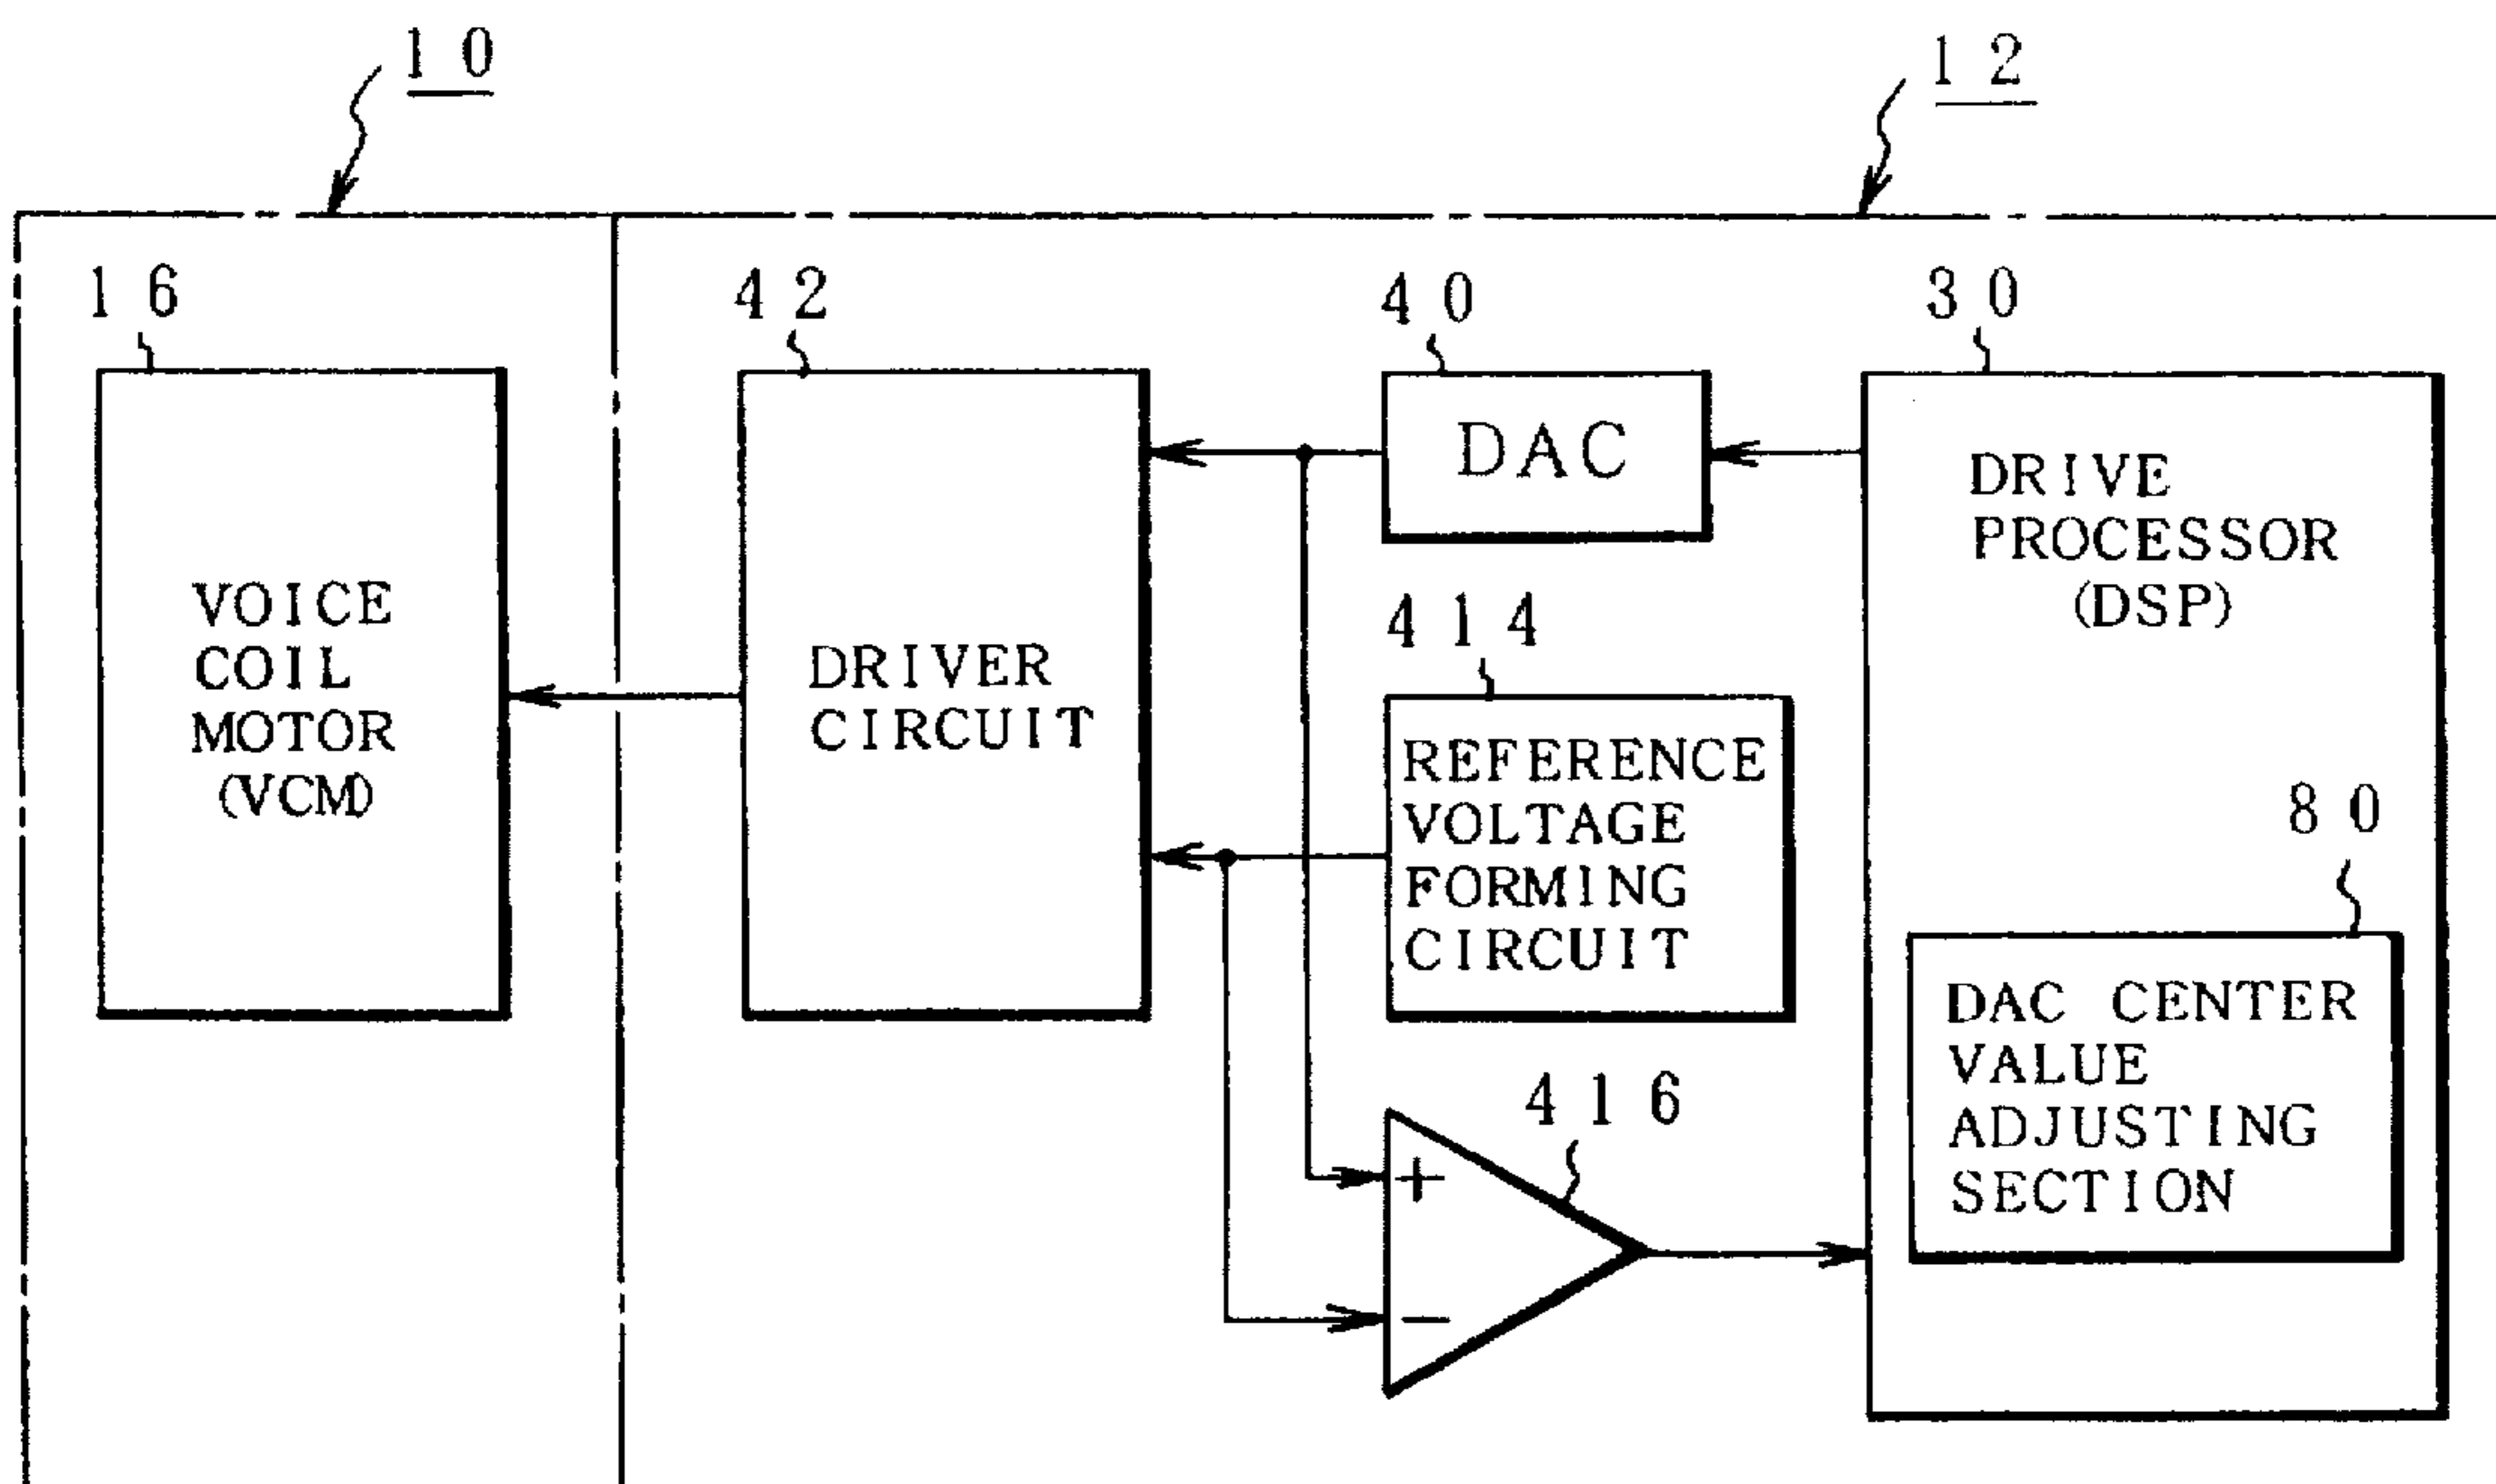 10
12
16
42
40
30
DAC
DRIVE
PROCESSOR
(DSP)
VOICE
COIL
MOTOR
(VCM)
DRIVER
CIRCUIT
414
REFERENCE
VOLTAGE
FORMING
CIRCUIT
80
DAC CENTER
VALUE
ADJUSTING
SECTION
416
+
−